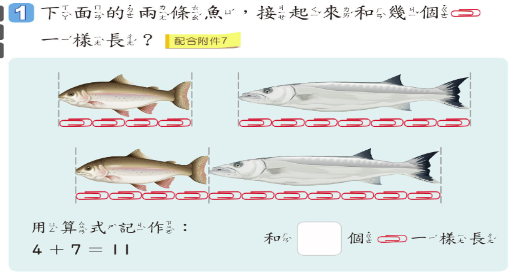 1 下面的兩條魚，接起來和幾個
一樣長？ 配合附件7
用算式記作：
4 + 7 = 11
和 個 一樣長